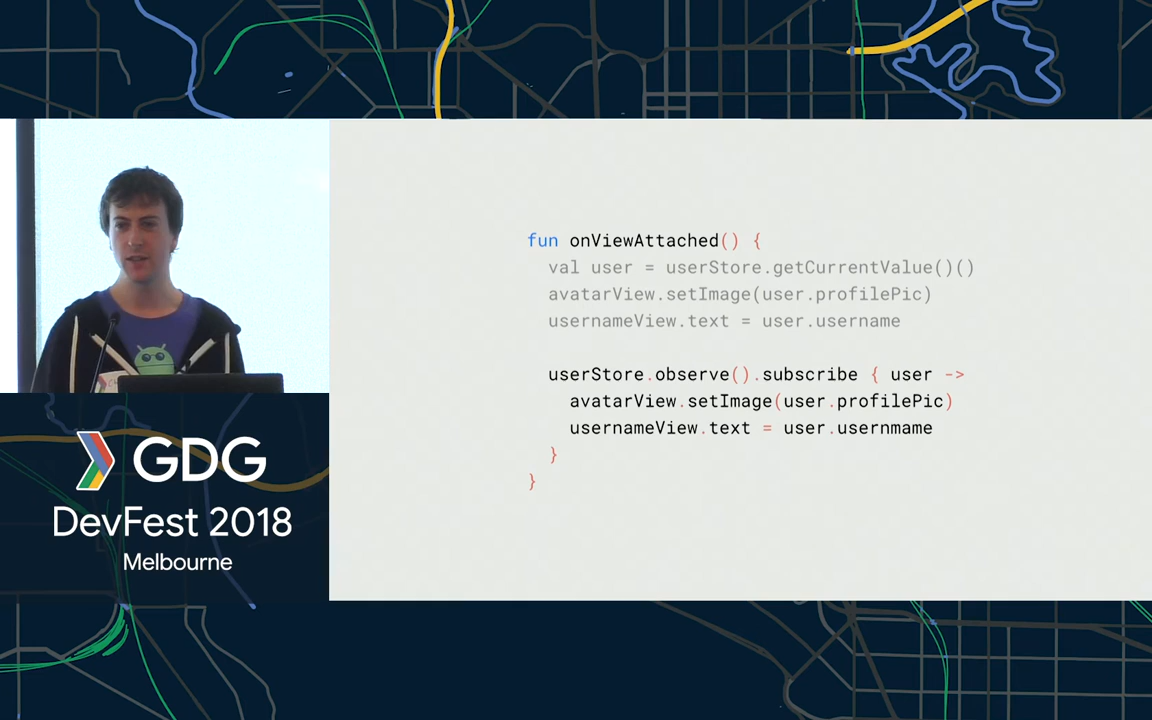 fun onViewAttached() {
val user = userStore.getCurrentValue()()
avatarView.setImage(user.profilePic)
usernameView.text = user.username
userStore.observe().subscribe { user ->
avatarView.setImage(user.profilePic)
usernameView.text = user.usernmame
}
}
GDG
DevFest 2018
Melbourne